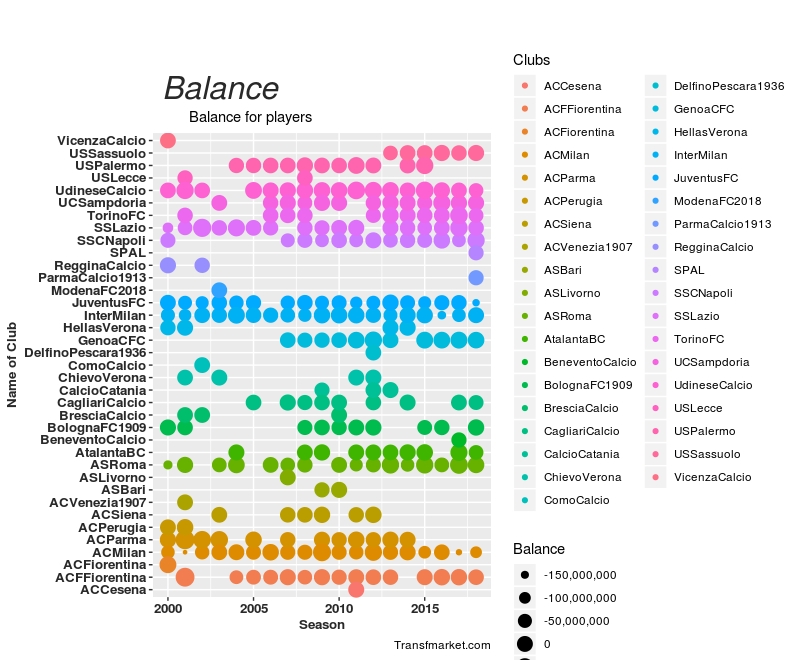 Balance
Balance for players
Name of Club
VicenzaCalcio
USSassuolo
USPalermo
USLecce
UdineseCalcio
UCSampdoria
TorinoFC
SSLazio
SSCNapoli
SPAL
RegginaCalcio
ParmaCalcio1913
ModenaFC2018
JuventusFC
InterMilan
HellasVerona
GenoaCFC
DelfinoPescara1936
ComoCalcio
ChievoVerona
CalcioCatania
CagliariCalcio
BresciaCalcio
BolognaFC1909
BeneventoCalcio
AtalantaBC
ASRoma
ASLivorno
ASBari
ACVenezia1907
ACSiena
ACPerugia
ACParma
ACMilan
ACFiorentina
ACFFiorentina
ACCesena
2000 2005 2010 2015
Season
Transfmarket.com
Clubs
ACCesena
ACFFiorentina
ACFiorentina
ACMilan
ACParma
ACPerugia
ACSiena
ACVenezia1907
ASBari
ASLivorno
ASRoma
AtalantaBC
BeneventoCalcio
BolognaFC1909
BresciaCalcio
CagliariCalcio
CalcioCatania
ChievoVerona
ComoCalcio
DelfinoPescara1936
GenoaCFC
HellasVerona
InterMilan
JuventusFC
ModenaFC2018
ParmaCalcio1913
RegginaCalcio
SPAL
SSCNapoli
SSLazio
TorinoFC
UCSampdoria
UdineseCalcio
USLecce
USPalermo
USSassuolo
VicenzaCalcio
Balance
-150,000,000
-100,000,000
-50,000,000
0